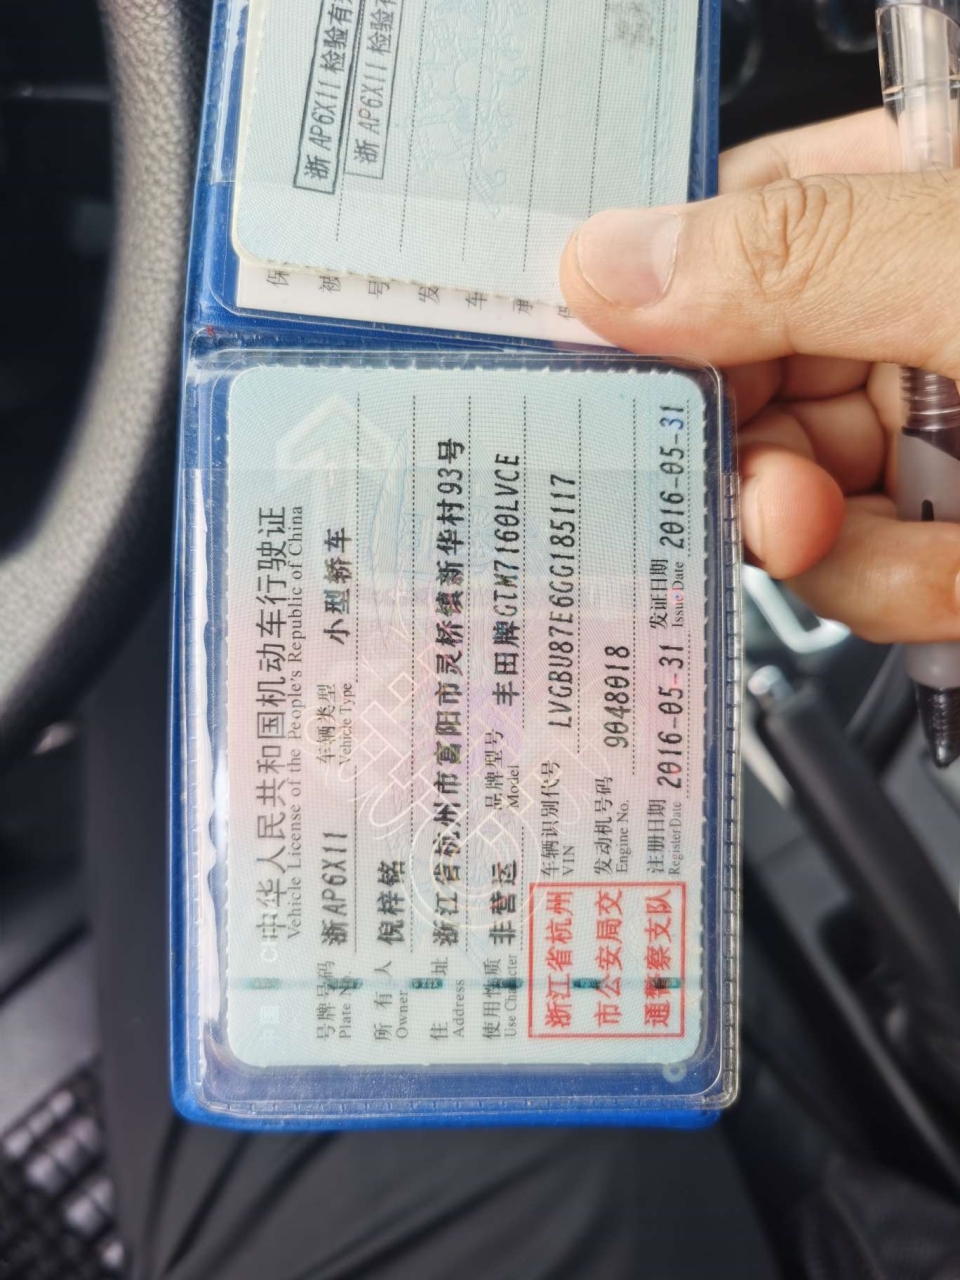 中华人民共和国机动车行驶证
Vehicle License of the People's Republic of China
号牌号码 浙AP6X11 车辆类型 小型轿车
Plate No. Vehicle Type
所有人 倪梓铭
Owner
住址 浙江省杭州市富阳市灵桥镇新华村93号
Address
使用性质 非营运 品牌型号 丰田牌GTM7160LVCE
Use Character Model
浙江省杭州
市公安局交
通警察支队
车辆识别代号 LVGBU87E6GG185117
VIN
发动机号码 9048018
Engine No.
注册日期 2016-05-31 发证日期 2016-05-31
Register Date Issue Date
浙AP6X11 检验有
浙AP6X11 检验有
保
被
号
发
车
承